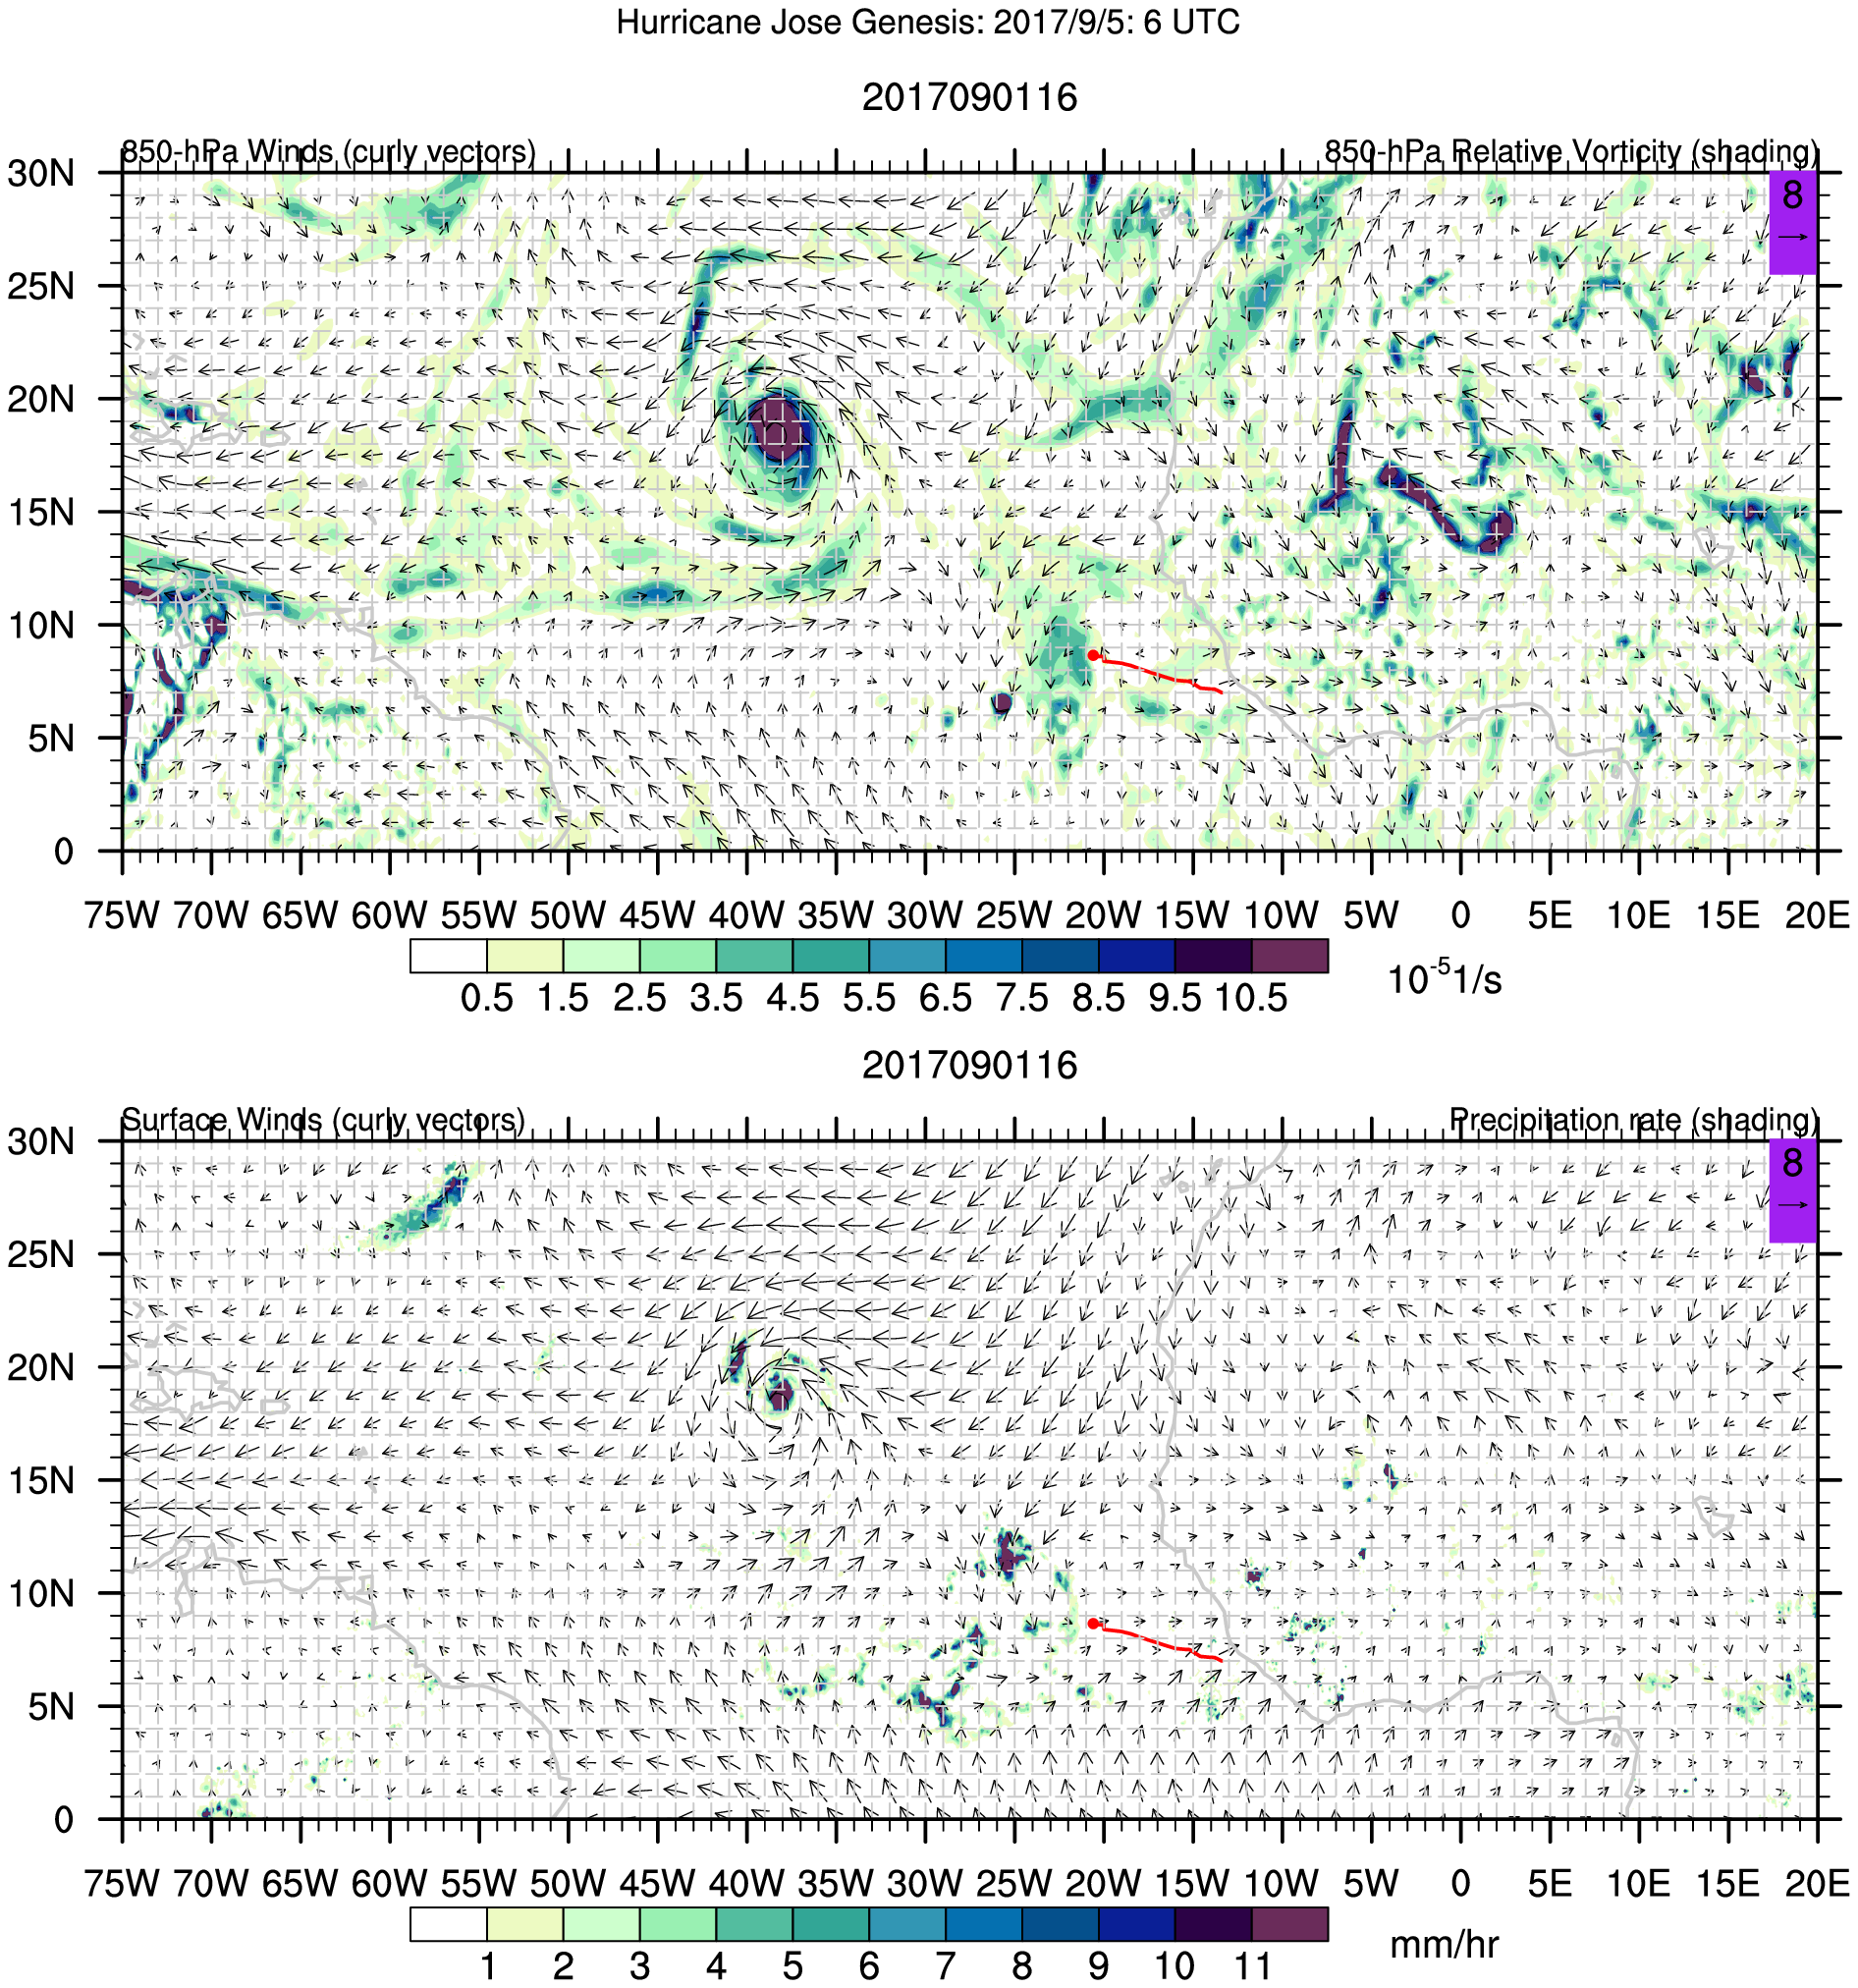 Hurricane Jose Genesis: 2017/9/5: 6 UTC
2017090116
850-hPa Winds (curly vectors)
850-hPa Relative Vorticity (shading)
30N
25N
20N
15N
10N
5N
0
8
75W 70W 65W 60W 55W 50W 45W 40W 35W 30W 25W 20W 15W 10W 5W 0 5E 10E 15E 20E
0.5 1.5 2.5 3.5 4.5 5.5 6.5 7.5 8.5 9.5 10.5
10⁻⁵1/s
2017090116
Surface Winds (curly vectors)
Precipitation rate (shading)
30N
25N
20N
15N
10N
5N
0
8
75W 70W 65W 60W 55W 50W 45W 40W 35W 30W 25W 20W 15W 10W 5W 0 5E 10E 15E 20E
1 2 3 4 5 6 7 8 9 10 11
mm/hr